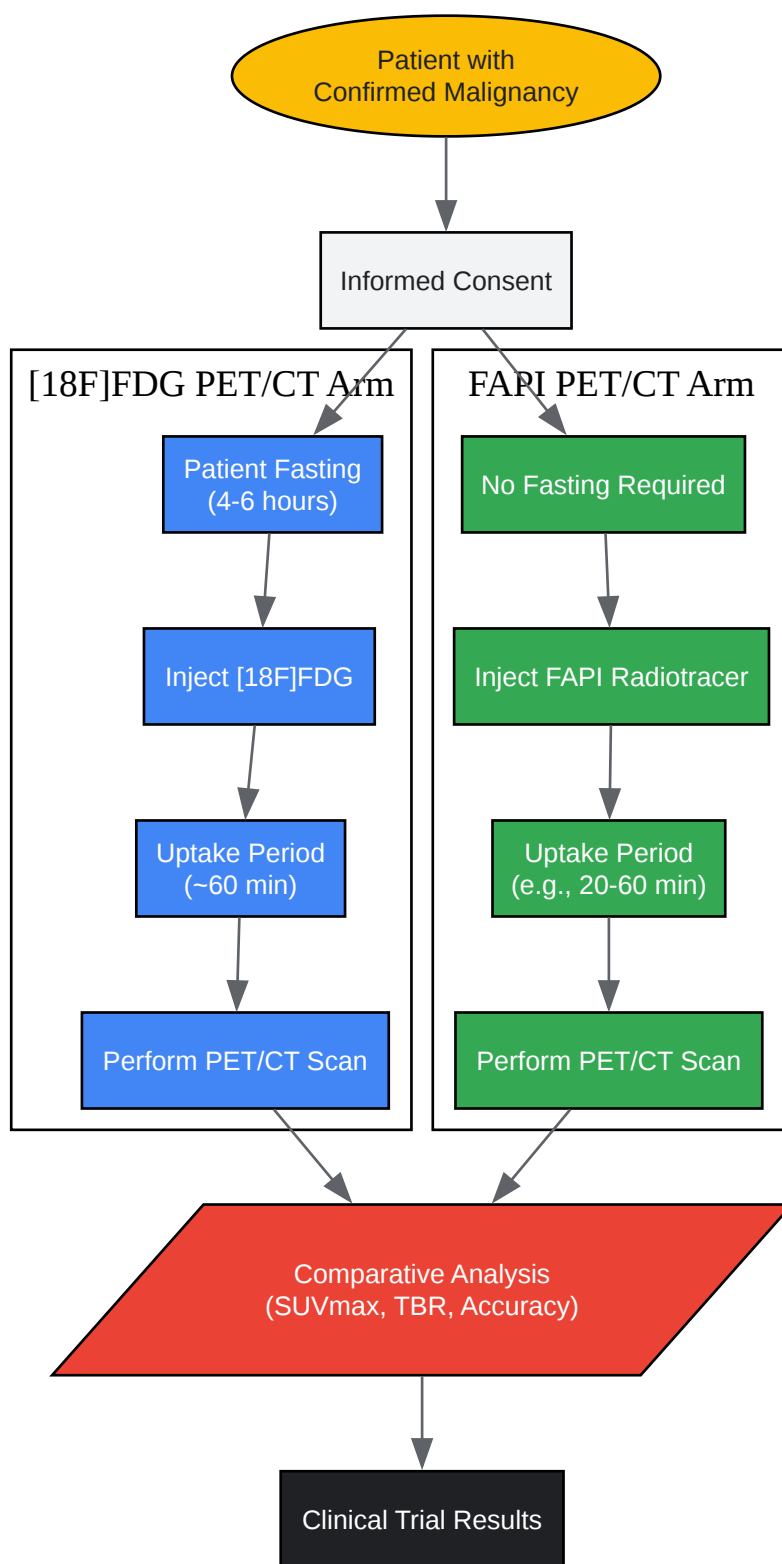 Patient with
Confirmed Malignancy
Informed Consent
[18F]FDG PET/CT Arm
Patient Fasting
(4-6 hours)
Inject [18F]FDG
Uptake Period
(~60 min)
Perform PET/CT Scan
FAPI PET/CT Arm
No Fasting Required
Inject FAPI Radiotracer
Uptake Period
(e.g., 20-60 min)
Perform PET/CT Scan
Comparative Analysis
(SUVmax, TBR, Accuracy)
Clinical Trial Results